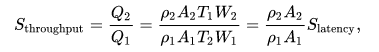 S_throughput = Q_2 / Q_1 = ρ_2 A_2 T_1 W_2 / ρ_1 A_1 T_2 W_1 = ρ_2 A_2 / ρ_1 A_1 S_latency,